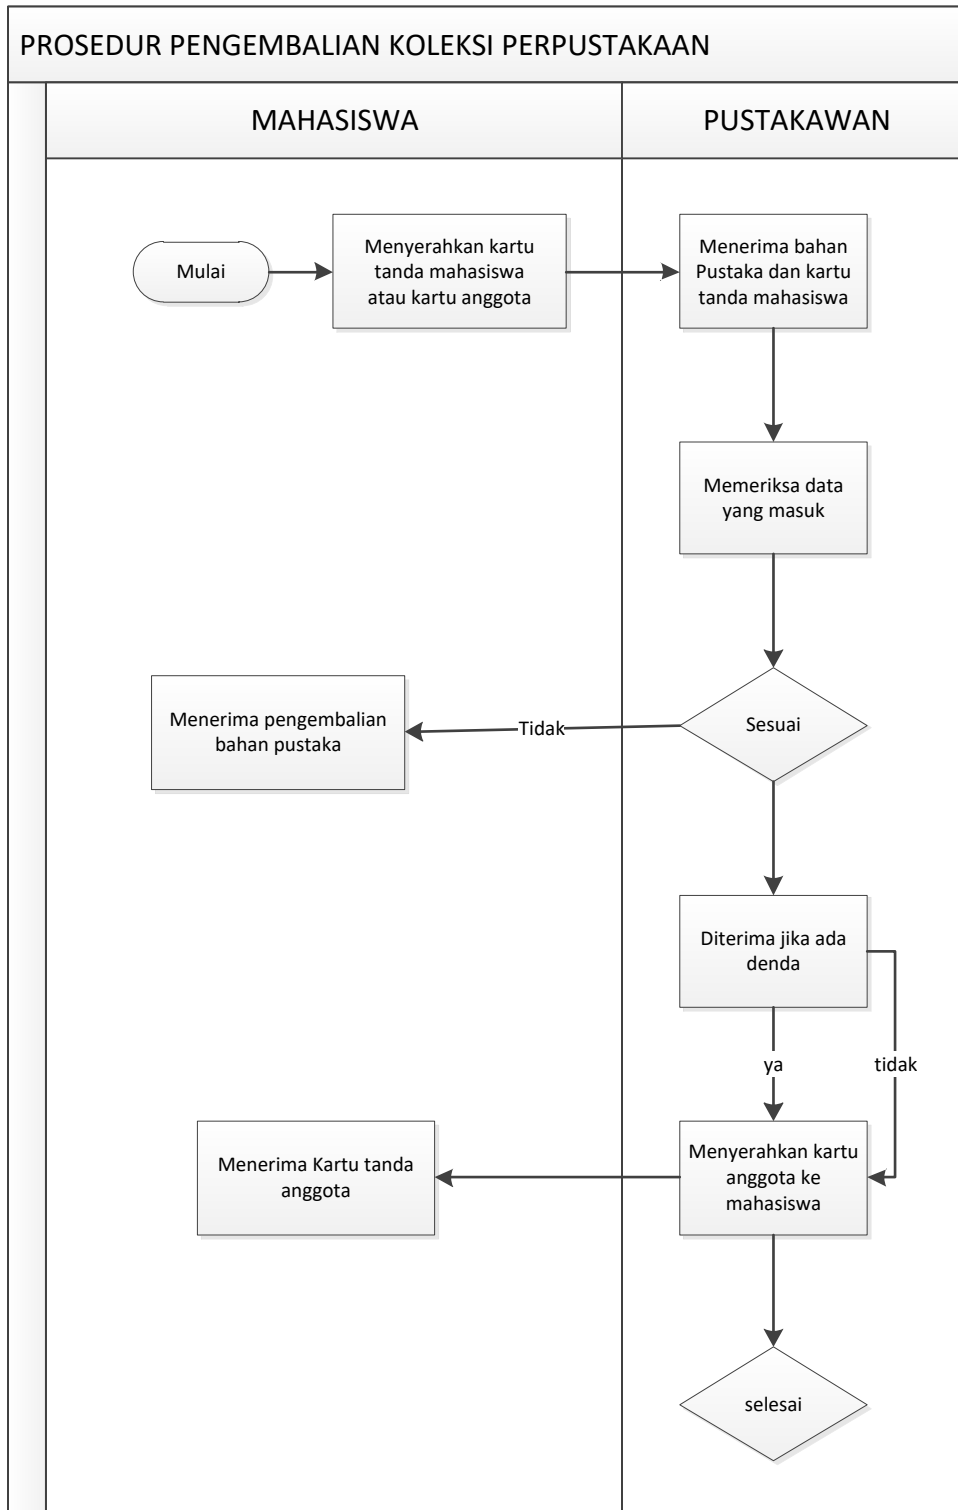 PROSEDUR PENGEMBALIAN KOLEKSI PERPUSTAKAAN
MAHASISWA
PUSTAKAWAN
Mulai
Menyerahkan kartu
tanda mahasiswa
atau kartu anggota
Menerima bahan
Pustaka dan kartu
tanda mahasiswa
Memeriksa data
yang masuk
Sesuai
Tidak
Menerima pengembalian
bahan pustaka
Diterima jika ada
denda
ya
tidak
Menyerahkan kartu
anggota ke
mahasiswa
Menerima Kartu tanda
anggota
selesai